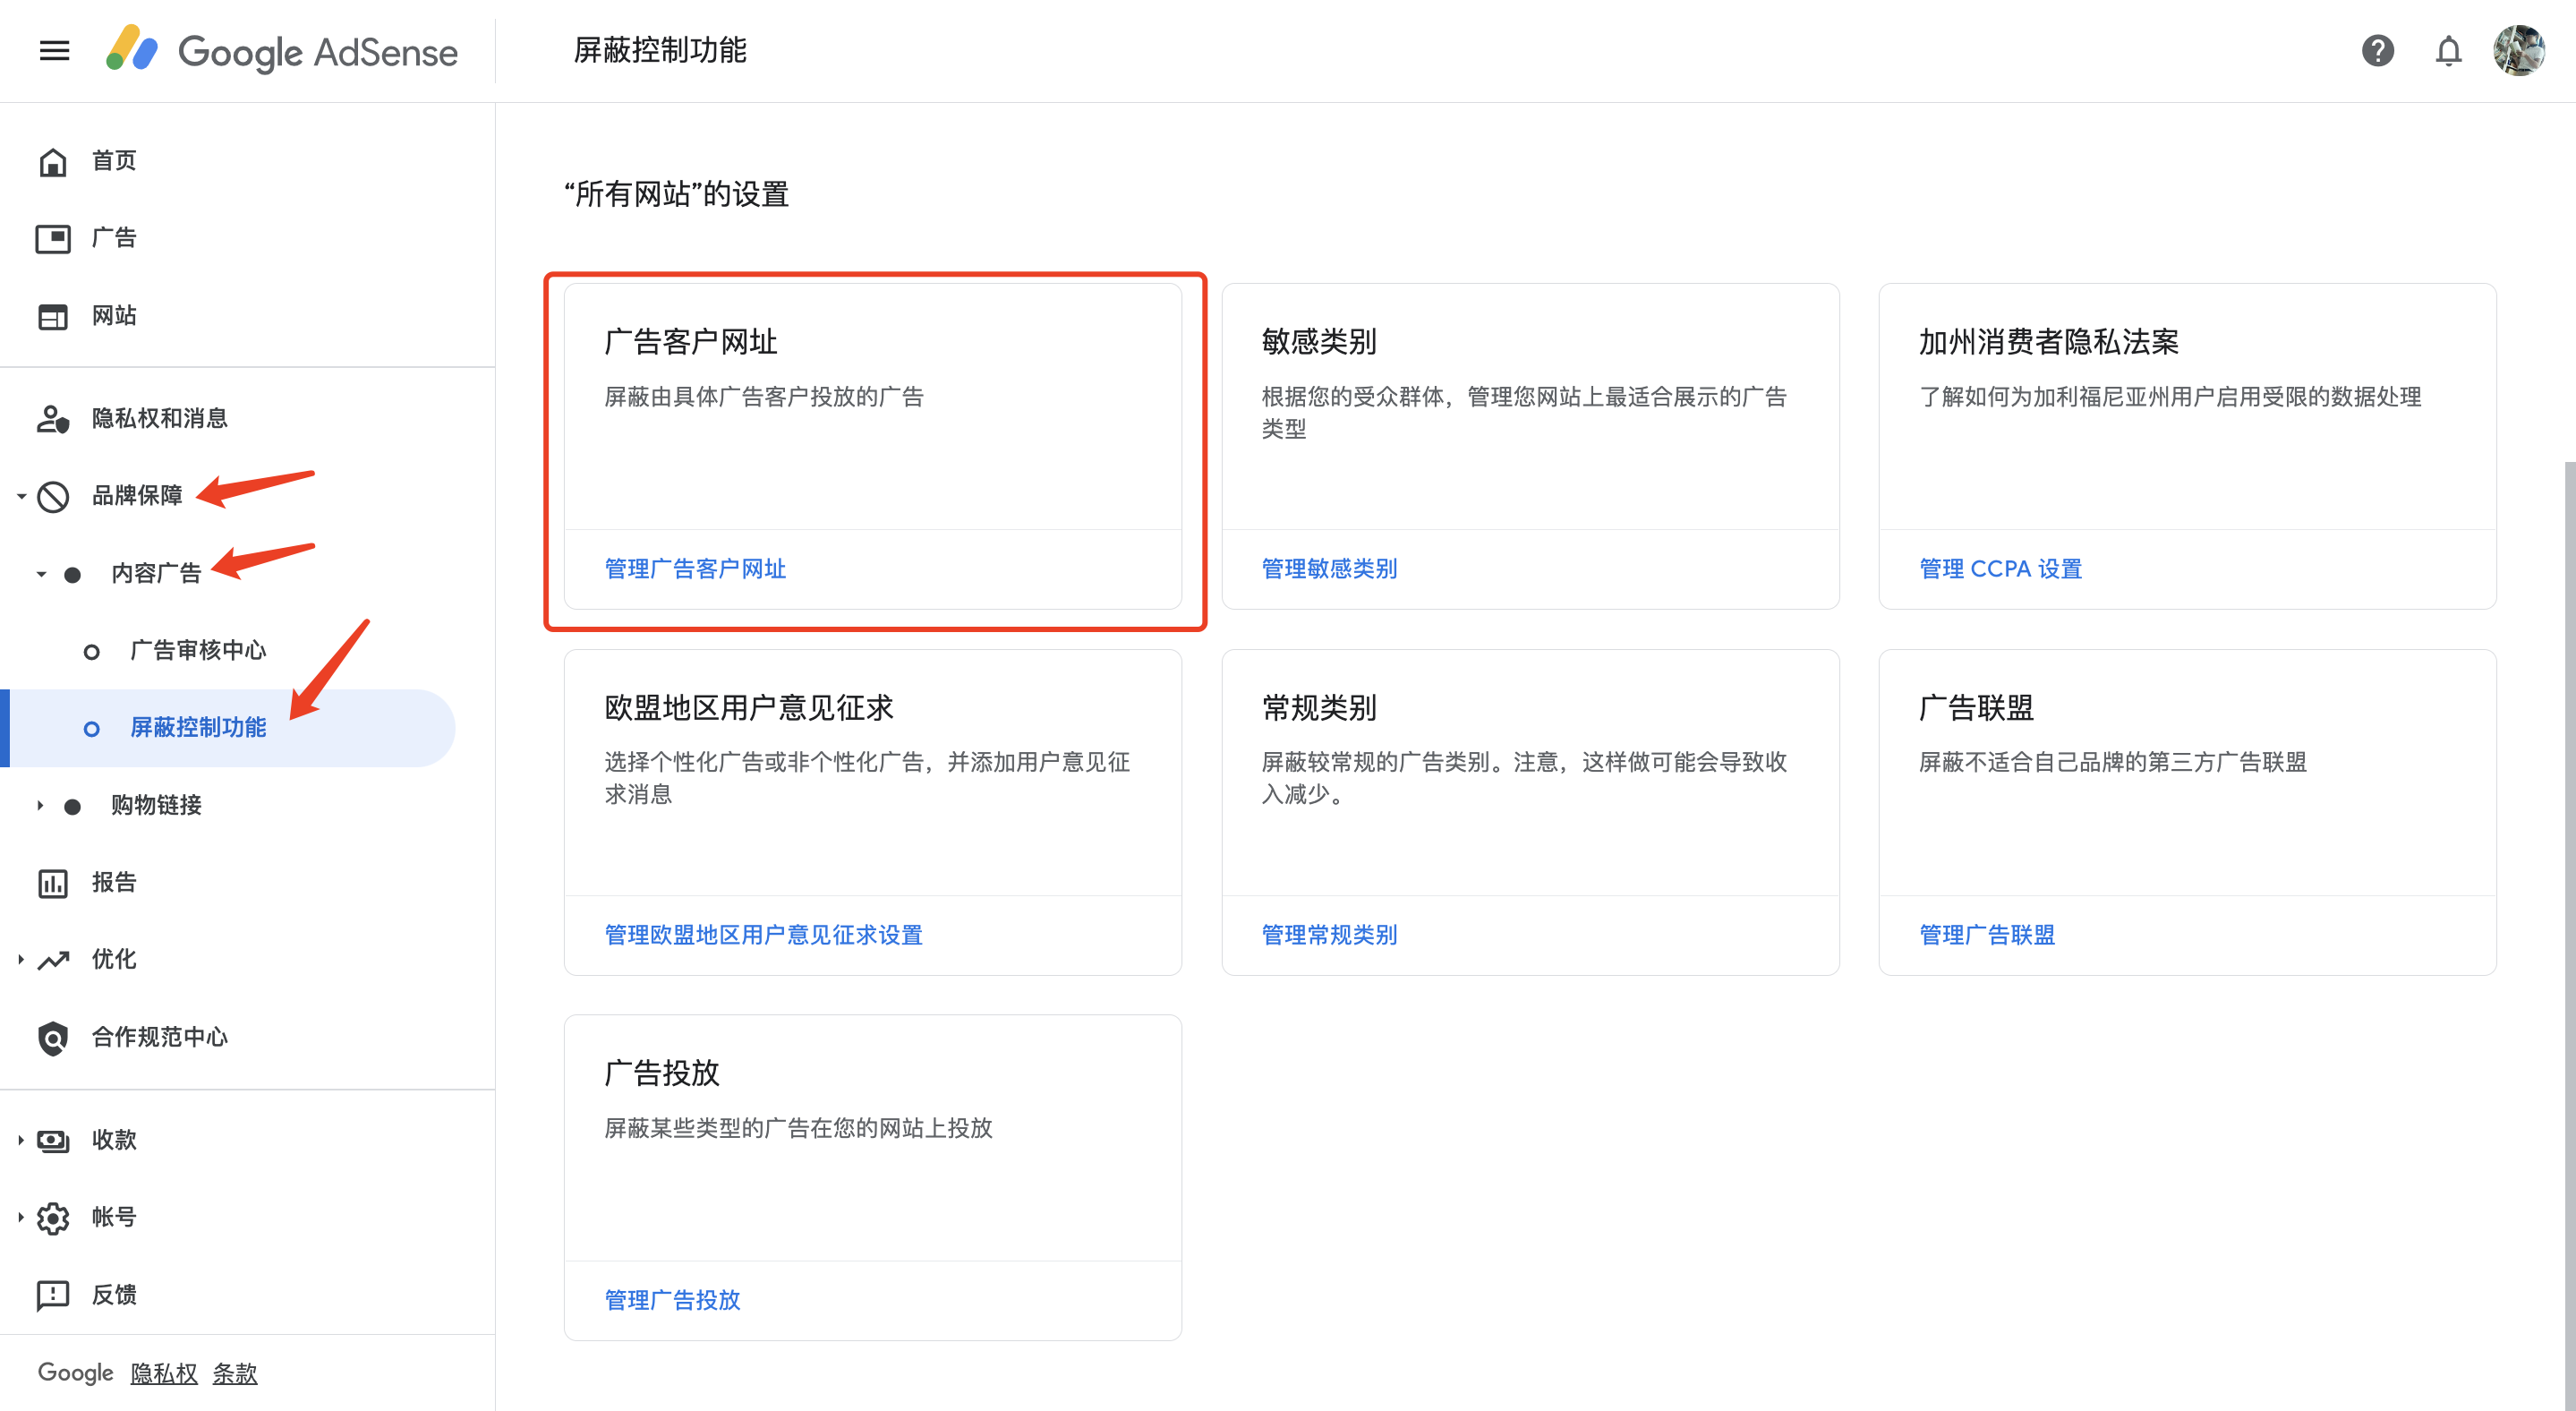 Google AdSense
屏蔽控制功能
首页
广告
网站
隐私权和消息
品牌保障
内容广告
广告审核中心
屏蔽控制功能
购物链接
报告
优化
合作规范中心
收款
帐号
反馈
Google 隐私权 条款
“所有网站”的设置
广告客户网址
屏蔽由具体广告客户投放的广告
管理广告客户网址
敏感类别
根据您的受众群体，管理您网站上最适合展示的广告
类型
管理敏感类别
加州消费者隐私法案
了解如何为加利福尼亚州用户启用受限的数据处理
管理 CCPA 设置
欧盟地区用户意见征求
选择个性化广告或非个性化广告，并添加用户意见征
求消息
管理欧盟地区用户意见征求设置
常规类别
屏蔽较常规的广告类别。注意，这样做可能会导致收
入减少。
管理常规类别
广告联盟
屏蔽不适合自己品牌的第三方广告联盟
管理广告联盟
广告投放
屏蔽某些类型的广告在您的网站上投放
管理广告投放